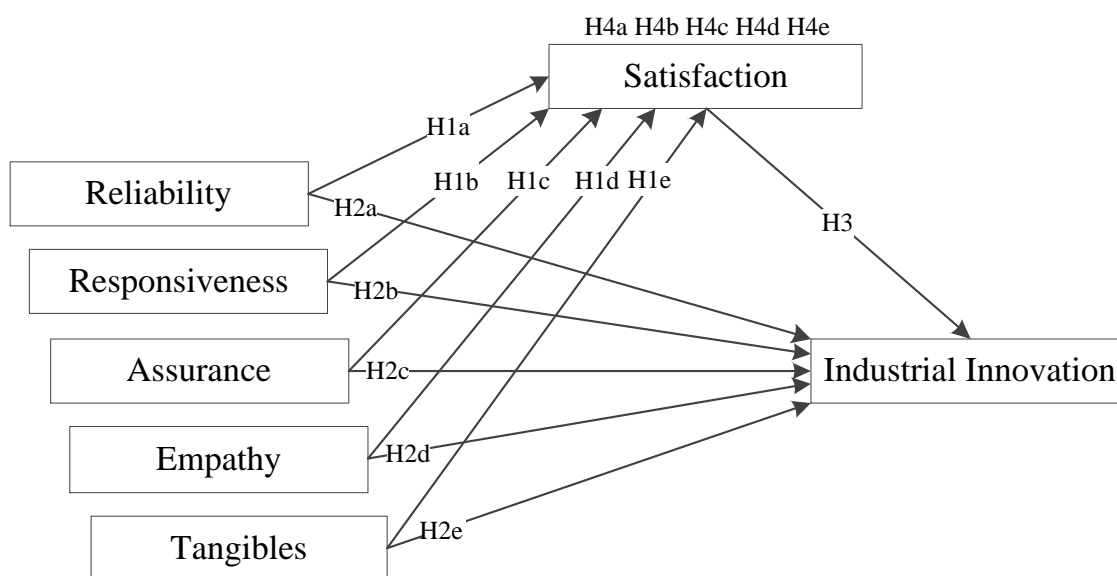 H4a H4b H4c H4d H4e
Satisfaction
H1a
H1b
H1c
H1d
H1e
Reliability
H2a
H3
Responsiveness
H2b
Assurance
H2c
Industrial Innovation
Empathy
H2d
Tangibles
H2e